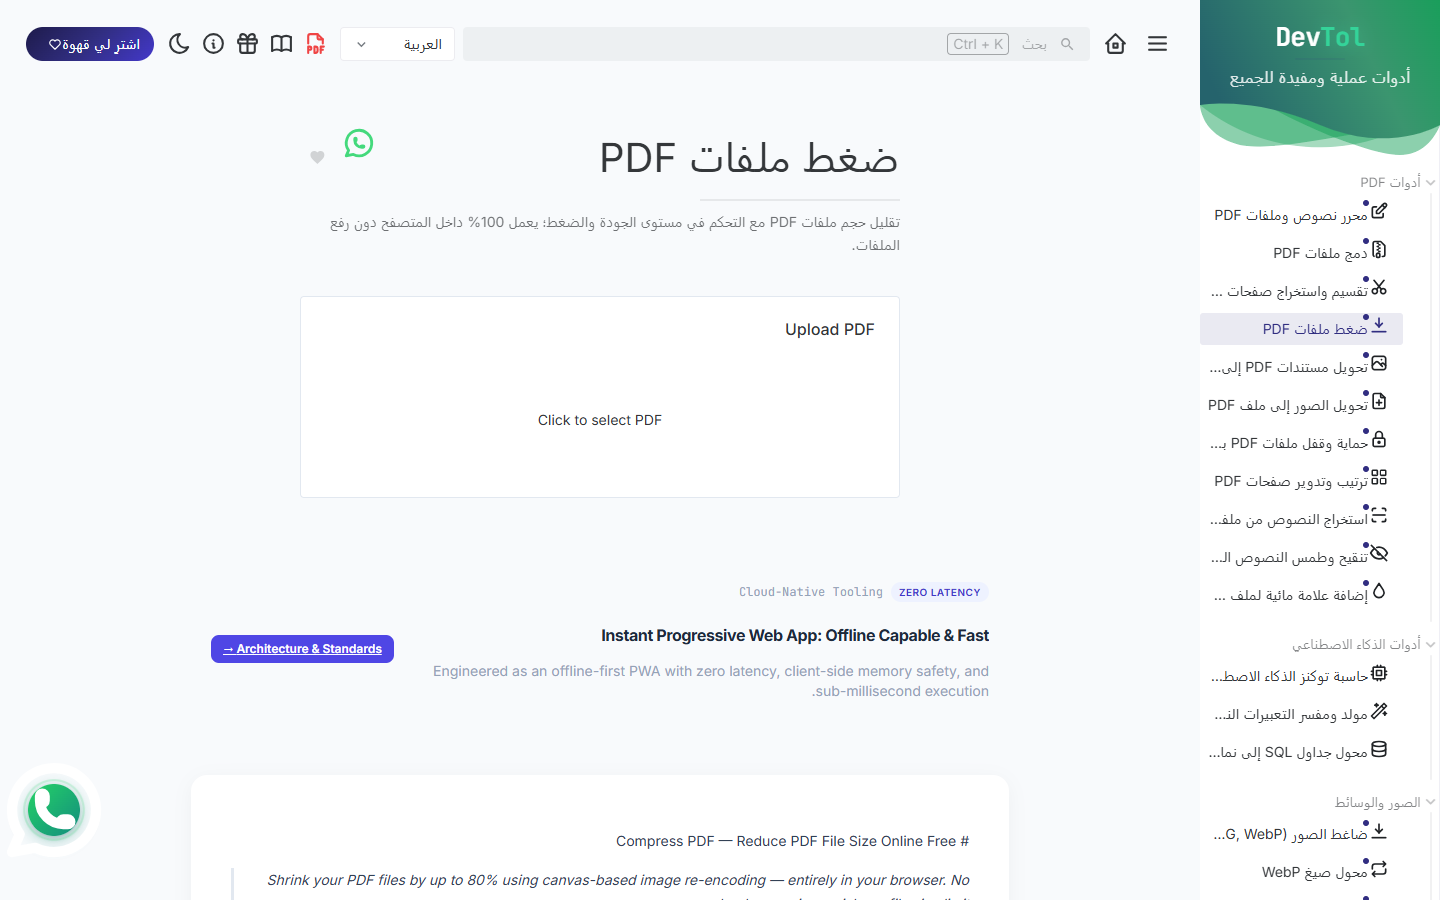 DevTol
أدوات عملية ومفيدة للجميع
بحث
Ctrl + K
العربية
PDF
اشتر لي قهوة
أدوات PDF
محرر نصوص وملفات PDF
دمج ملفات PDF
تقسيم واستخراج صفحات ...
ضغط ملفات PDF
تحويل مستندات PDF إلى...
تحويل الصور إلى ملف PDF
حماية وقفل ملفات PDF بـ...
ترتيب وتدوير صفحات PDF
استخراج النصوص من ملفـ...
تنقيح وطمس النصوص الـ...
إضافة علامة مائية لملف ...
أدوات الذكاء الاصطناعي
حاسبة توكنز الذكاء الاصطـ...
مولد ومفسر التعبيرات النـ...
محول جداول SQL إلى نما...
الصور والوسائط
ضاغط الصور (G, WebP...
محول صيغ WebP
ضغط ملفات PDF
تقليل حجم ملفات PDF مع التحكم في مستوى الجودة والضغط؛ يعمل 100% داخل المتصفح دون رفع
الملفات.
Upload PDF
Click to select PDF
ZERO LATENCY
Cloud-Native Tooling
Instant Progressive Web App: Offline Capable & Fast
Engineered as an offline-first PWA with zero latency, client-side memory safety, and
sub-millisecond execution.
Architecture & Standards →
# Compress PDF — Reduce PDF File Size Online Free
Shrink your PDF files by up to 80% using canvas-based image re-encoding — entirely in your browser. No